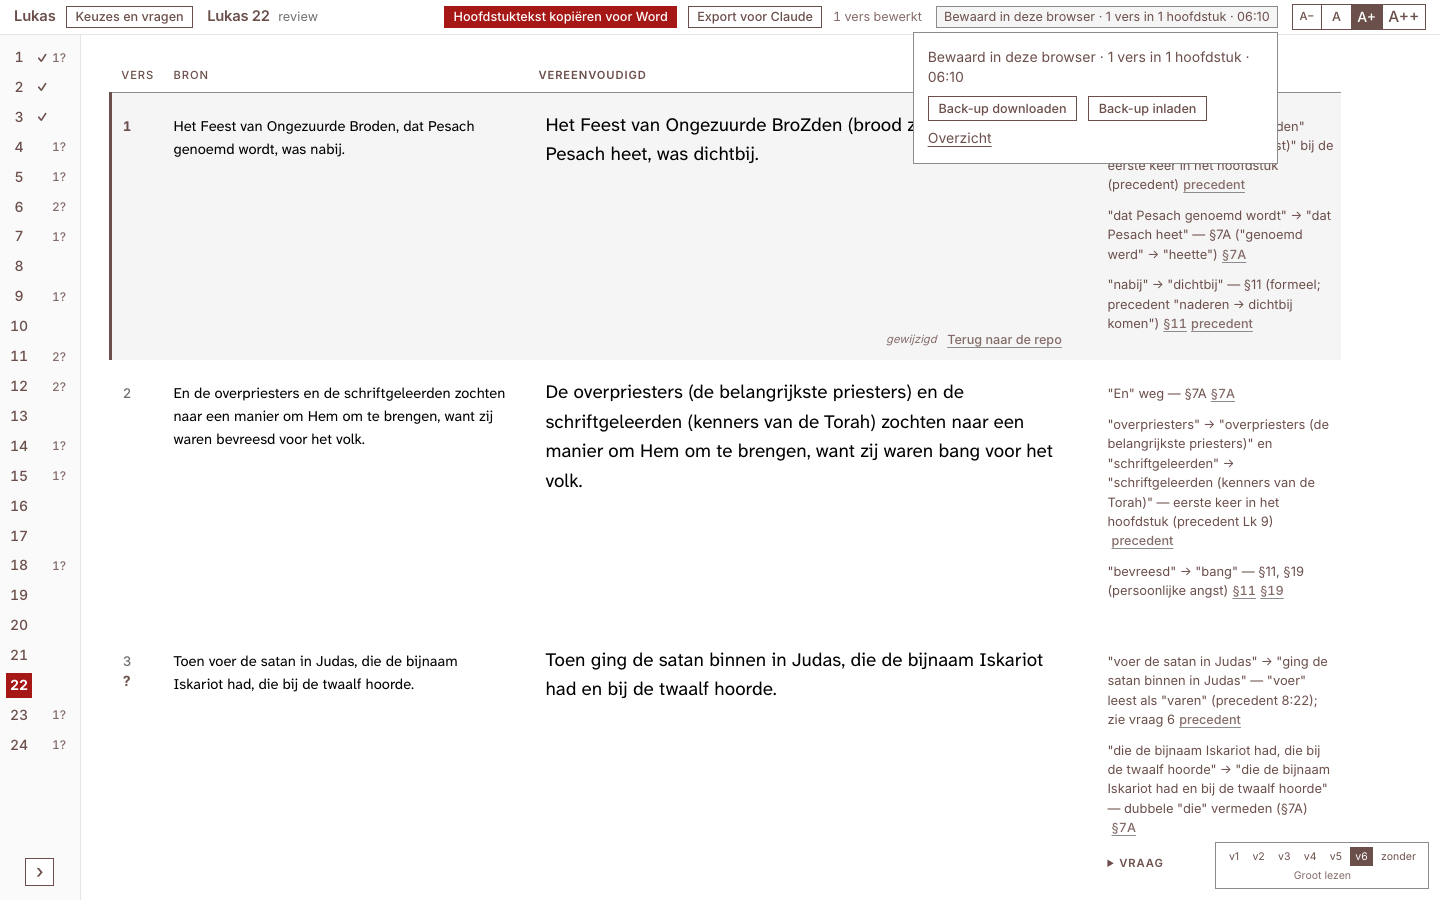 Lukas Keuzes en vragen Lukas 22 review Hoofdstuktekst kopiëren voor Word Export voor Claude 1 vers bewerkt Bewaard in deze browser · 1 vers in 1 hoofdstuk · 06:10 A− A A+ A++
Bewaard in deze browser · 1 vers in 1 hoofdstuk ·
06:10
Back-up downloaden Back-up inladen
Overzicht
1 ✓ 1?
2 ✓
3 ✓
4 1?
5 1?
6 2?
7 1?
8
9 1?
10
11 2?
12 2?
13
14 1?
15 1?
16
17
18 1?
19
20
21
22
23 1?
24 1?
›
VERS BRON VEREENVOUDIGD
1
Het Feest van Ongezuurde Broden, dat Pesach
genoemd wordt, was nabij.
Het Feest van Ongezuurde BroZden (brood z
Pesach heet, was dichtbij.
gewijzigd Terug naar de repo
den"
st)" bij de
eerste keer in het hoofdstuk
(precedent) precedent
"dat Pesach genoemd wordt" → "dat
Pesach heet" — §7A ("genoemd
werd" → "heette") §7A
"nabij" → "dichtbij" — §11 (formeel;
precedent "naderen → dichtbij
komen") §11 precedent
2
En de overpriesters en de schriftgeleerden zochten
naar een manier om Hem om te brengen, want zij
waren bevreesd voor het volk.
De overpriesters (de belangrijkste priesters) en de
schriftgeleerden (kenners van de Torah) zochten naar een
manier om Hem om te brengen, want zij waren bang voor het
volk.
"En" weg — §7A §7A
"overpriesters" → "overpriesters (de
belangrijkste priesters)" en
"schriftgeleerden" →
"schriftgeleerden (kenners van de
Torah)" — eerste keer in het
hoofdstuk (precedent Lk 9)
precedent
"bevreesd" → "bang" — §11, §19
(persoonlijke angst) §11 §19
3
?
Toen voer de satan in Judas, die de bijnaam
Iskariot had, die bij de twaalf hoorde.
Toen ging de satan binnen in Judas, die de bijnaam Iskariot
had en bij de twaalf hoorde.
"voer de satan in Judas" → "ging de
satan binnen in Judas" — "voer"
leest als "varen" (precedent 8:22);
zie vraag 6 precedent
"die de bijnaam Iskariot had, die bij
de twaalf hoorde" → "die de bijnaam
Iskariot had en bij de twaalf hoorde"
— dubbele "die" vermeden (§7A)
§7A
▶ VRAAG
v1 v2 v3 v4 v5 v6 zonder
Groot lezen